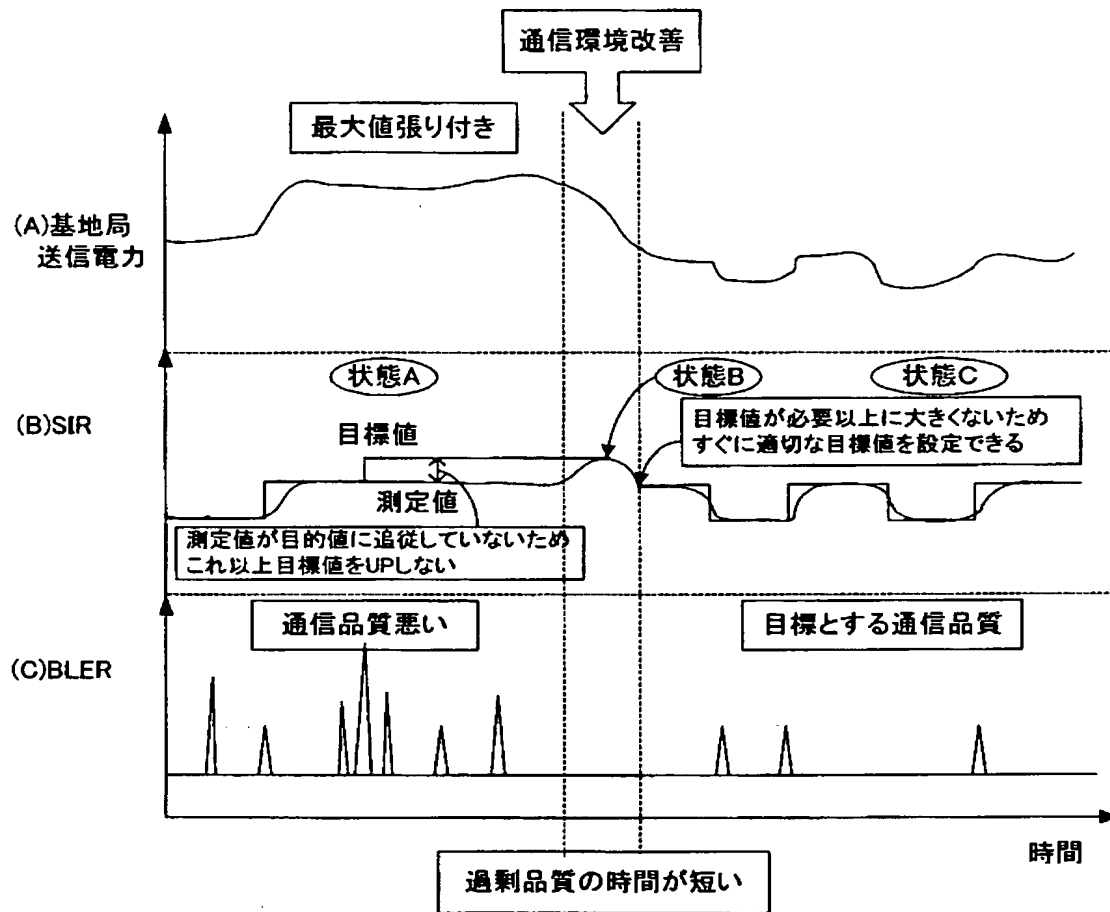 通信環境改善
最大値張り付き
(A)基地局
送信電力
状態A
状態B
状態C
(B)SIR
目標値
目標値が必要以上に大きくないため
すぐに適切な目標値を設定できる
測定値
測定値が目的値に追従していないため
これ以上目標値をUPしない
通信品質悪い
目標とする通信品質
(C)BLER
時間
過剰品質の時間が短い